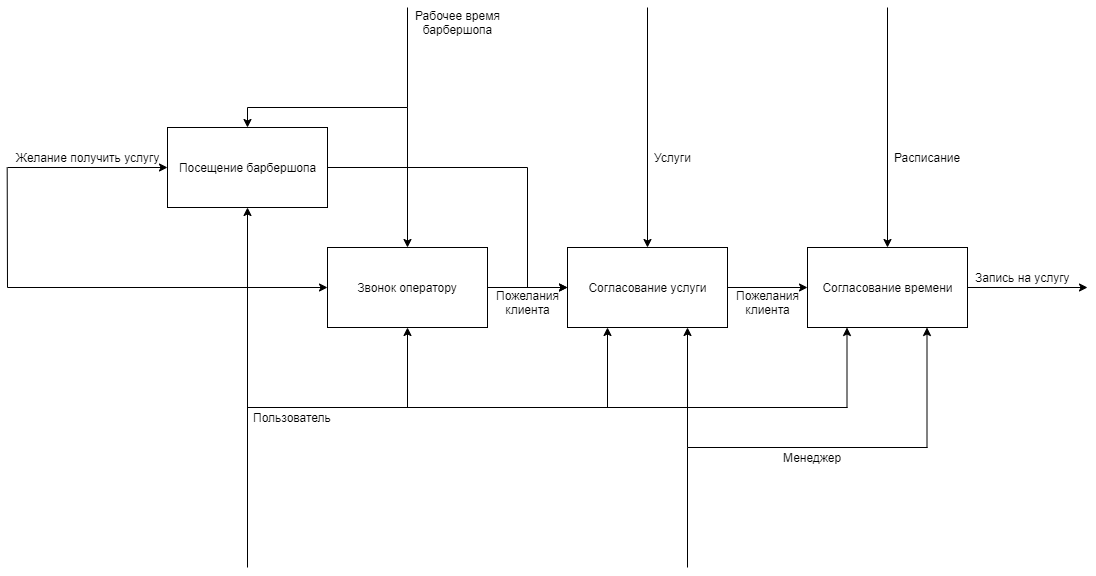 Рабочее время
барбершопа
Желание получить услугу
Посещение барбершопа
Услуги
Расписание
Звонок оператору
Пожелания
клиента
Согласование услуги
Пожелания
клиента
Согласование времени
Запись на услугу
Пользователь
Менеджер